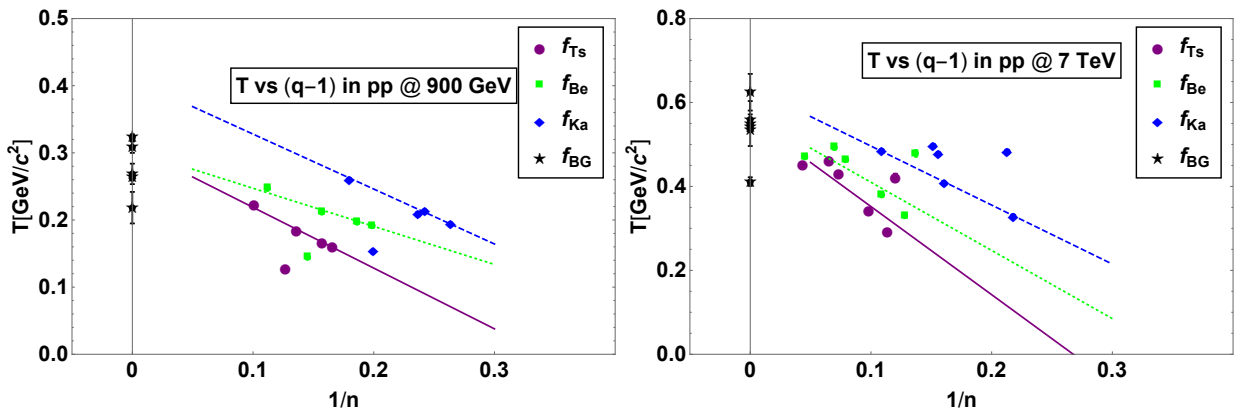 T vs (q−1) in pp @ 900 GeV
f_Ts
f_Be
f_Ka
f_BG
T[GeV/c²]
0.5
0.4
0.3
0.2
0.1
0.0
0
0.1
0.2
0.3
1/n
T vs (q−1) in pp @ 7 TeV
f_Ts
f_Be
f_Ka
f_BG
T[GeV/c²]
0.8
0.6
0.4
0.2
0.0
0
0.1
0.2
0.3
1/n